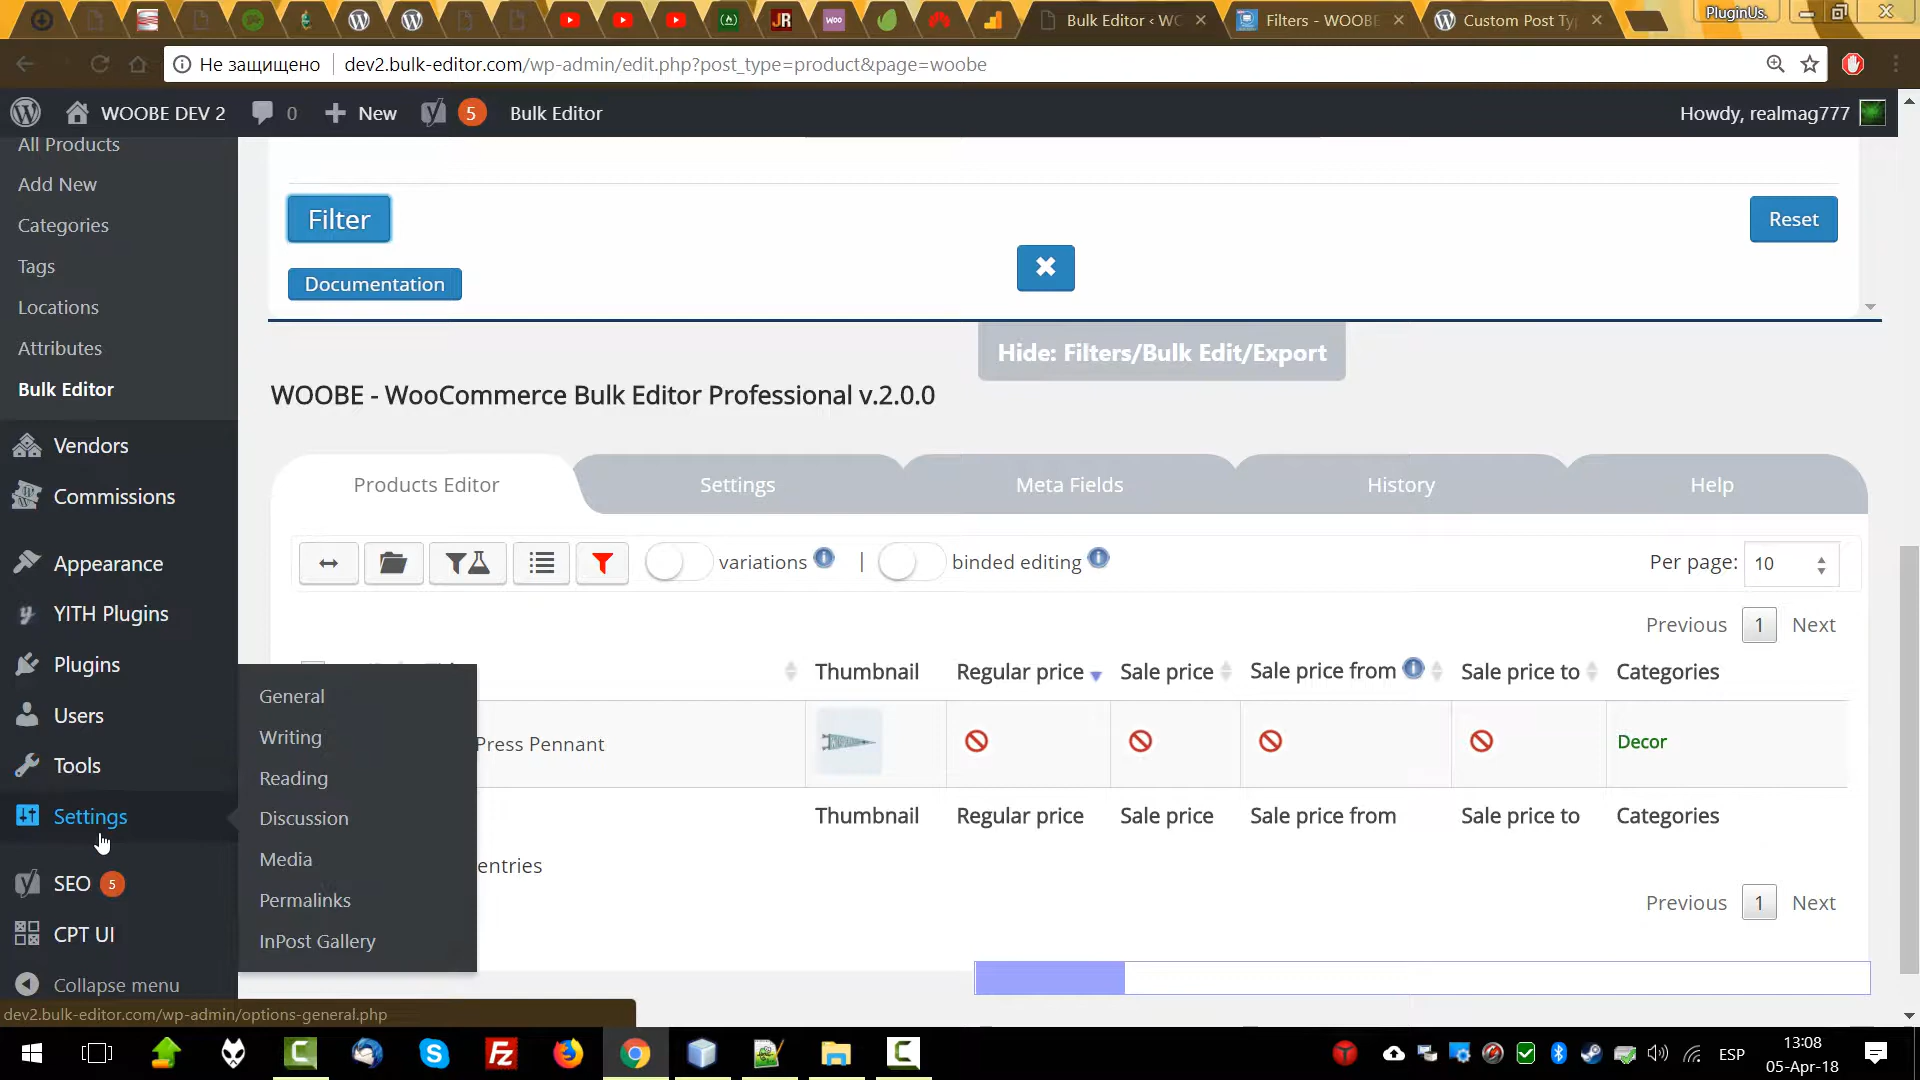 JR
woo
Bulk Editor ‹ WC
Filters - WOOBE
Custom Post Ty
PluginUs.
Не защищено
dev2.bulk-editor.com/wp-admin/edit.php?post_type=product&page=woobe
WOOBE DEV 2
0
New
5
Bulk Editor
Howdy, realmag777
All Products
Add New
Categories
Tags
Locations
Attributes
Bulk Editor
Vendors
Commissions
Appearance
YITH Plugins
Plugins
Users
Tools
Settings
SEO 5
CPT UI
Collapse menu
General
Writing
Reading
Discussion
Media
Permalinks
InPost Gallery
Filter
Reset
Documentation
Hide: Filters/Bulk Edit/Export
WOOBE - WooCommerce Bulk Editor Professional v.2.0.0
Products Editor
Settings
Meta Fields
History
Help
variations
|
binded editing
Per page: 10
Previous 1 Next
Thumbnail
Regular price
Sale price
Sale price from
Sale price to
Categories
Press Pennant
Decor
Thumbnail
Regular price
Sale price
Sale price from
Sale price to
Categories
entries
Previous 1 Next
dev2.bulk-editor.com/wp-admin/options-general.php
ESP
13:08
05-Apr-18